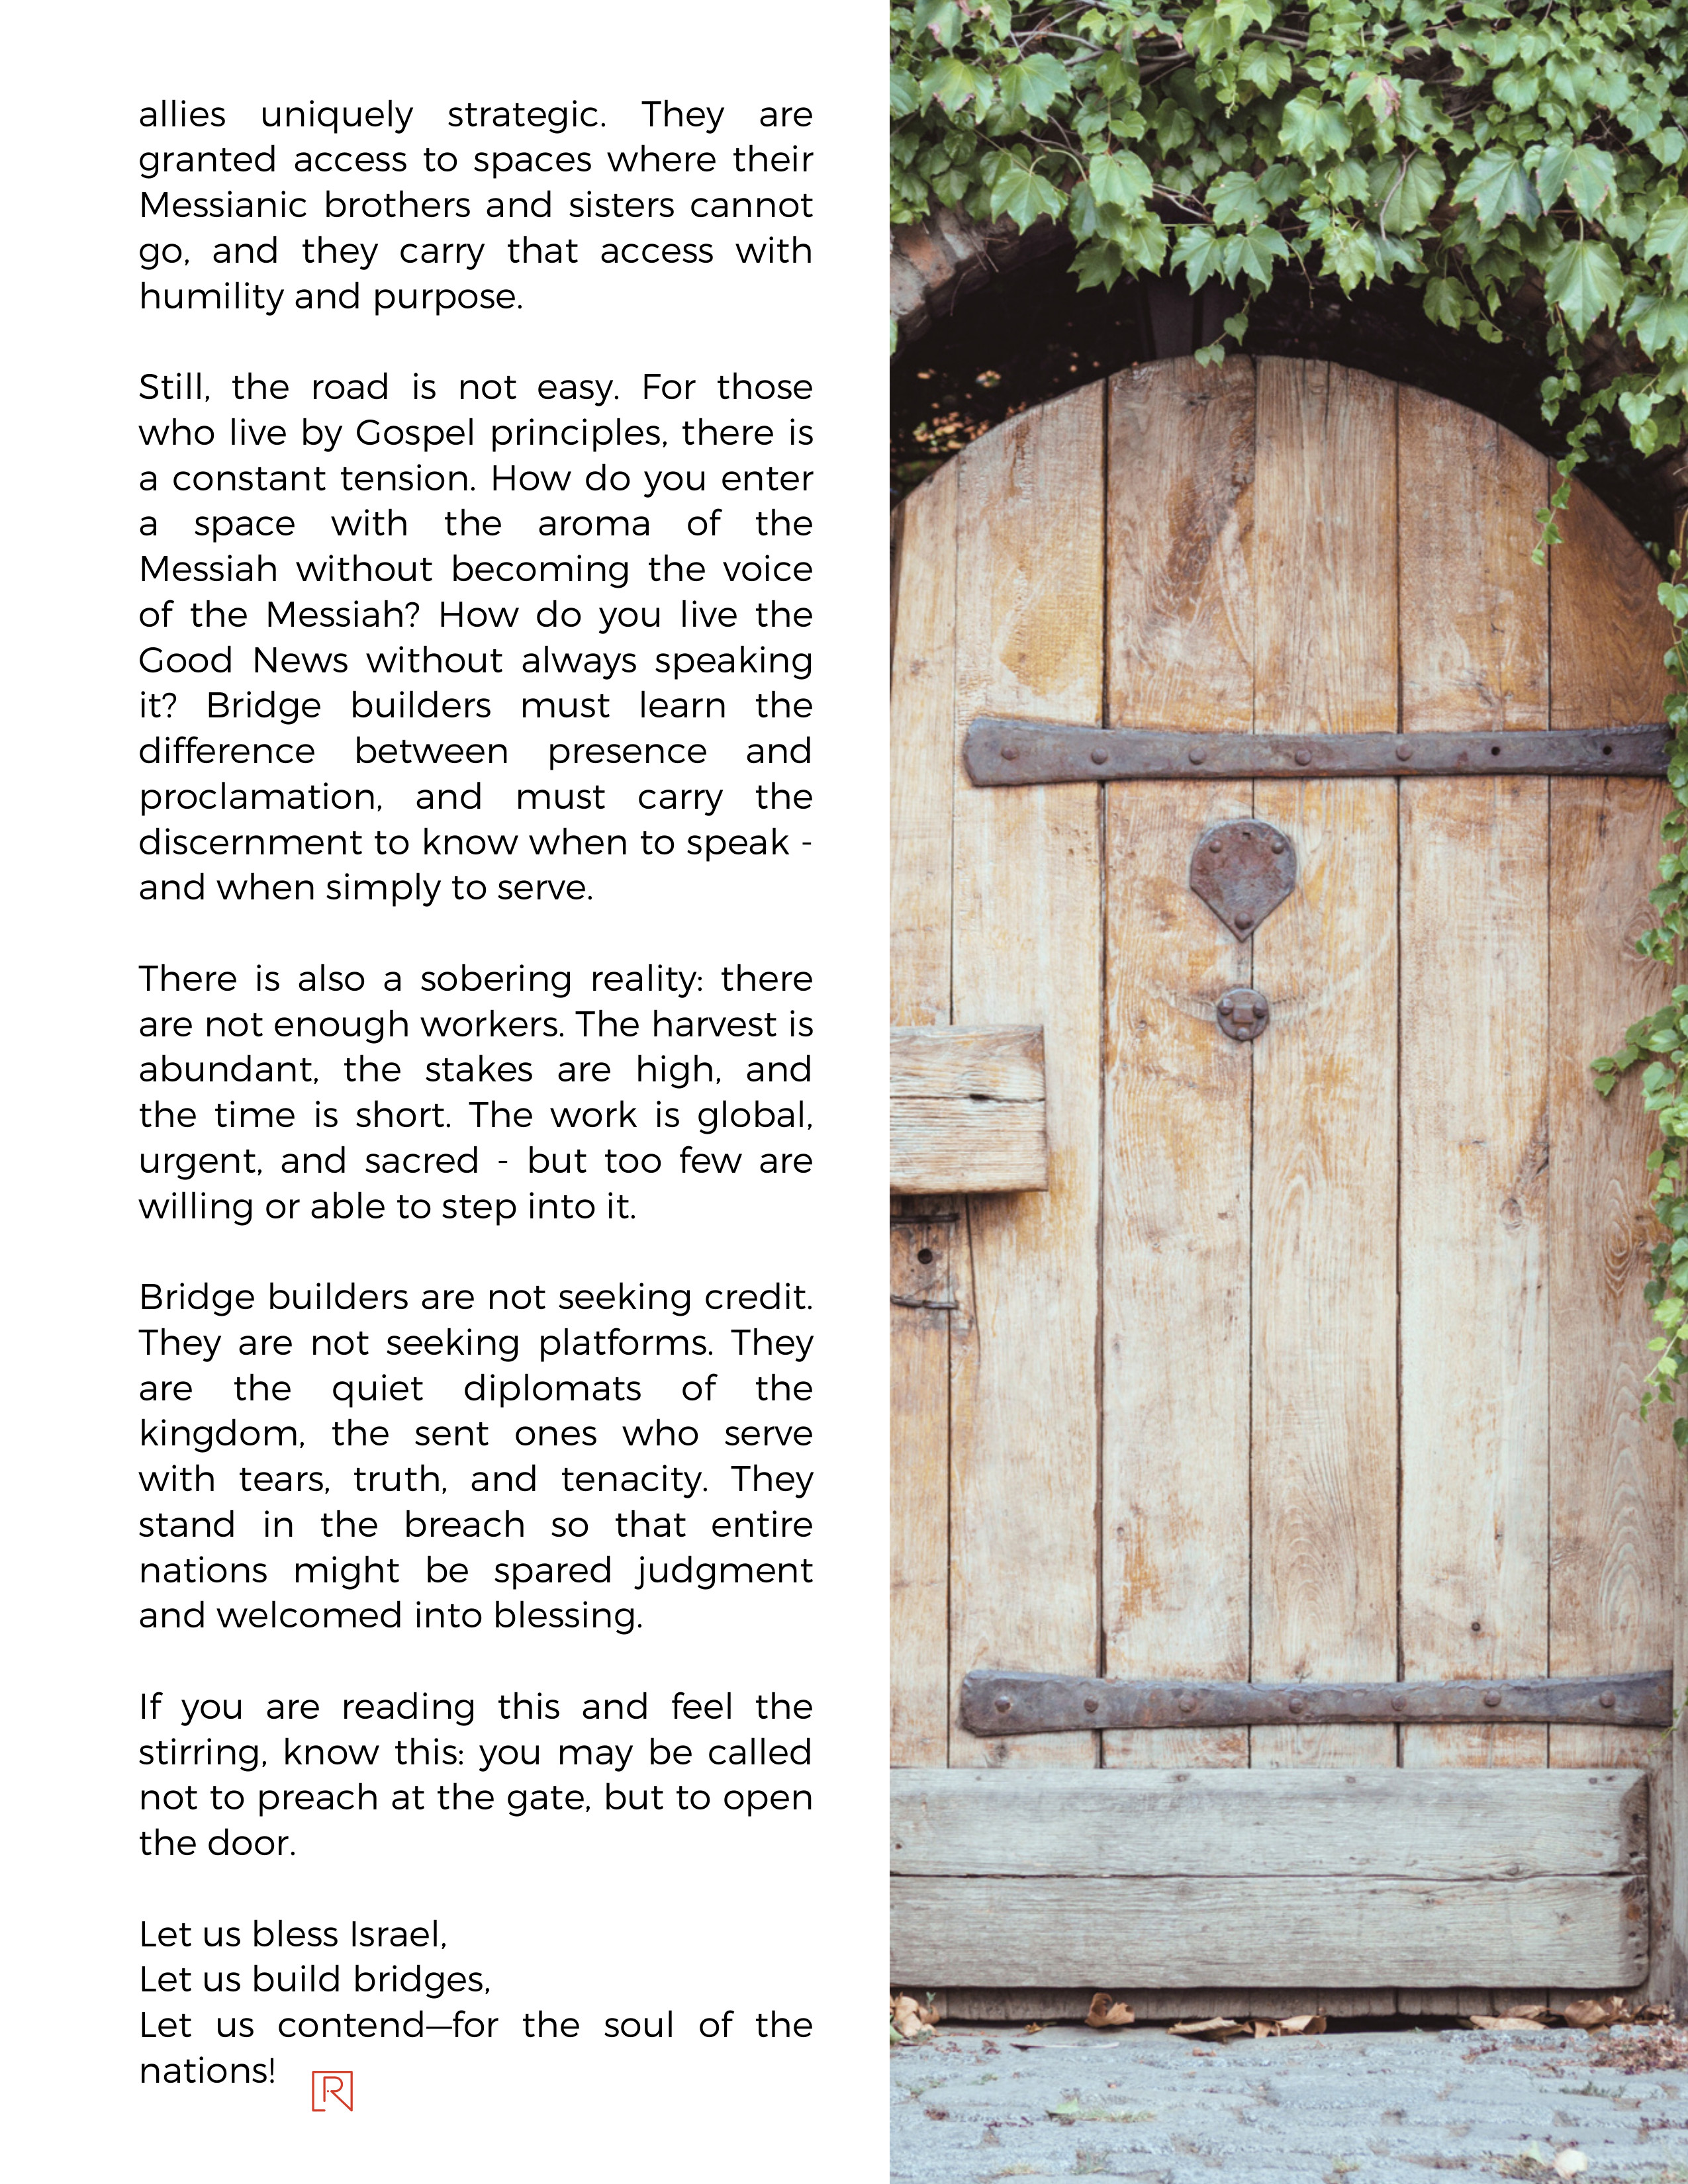 allies uniquely strategic. They are
granted access to spaces where their
Messianic brothers and sisters cannot
go, and they carry that access with
humility and purpose.
Still, the road is not easy. For those
who live by Gospel principles, there is
a constant tension. How do you enter
a space with the aroma of the
Messiah without becoming the voice
of the Messiah? How do you live the
Good News without always speaking
it? Bridge builders must learn the
difference between presence and
proclamation, and must carry the
discernment to know when to speak -
and when simply to serve.
There is also a sobering reality: there
are not enough workers. The harvest is
abundant, the stakes are high, and
the time is short. The work is global,
urgent, and sacred - but too few are
willing or able to step into it.
Bridge builders are not seeking credit.
They are not seeking platforms. They
are the quiet diplomats of the
kingdom, the sent ones who serve
with tears, truth, and tenacity. They
stand in the breach so that entire
nations might be spared judgment
and welcomed into blessing.
If you are reading this and feel the
stirring, know this: you may be called
not to preach at the gate, but to open
the door.
Let us bless Israel,
Let us build bridges,
Let us contend—for the soul of the
nations!
R